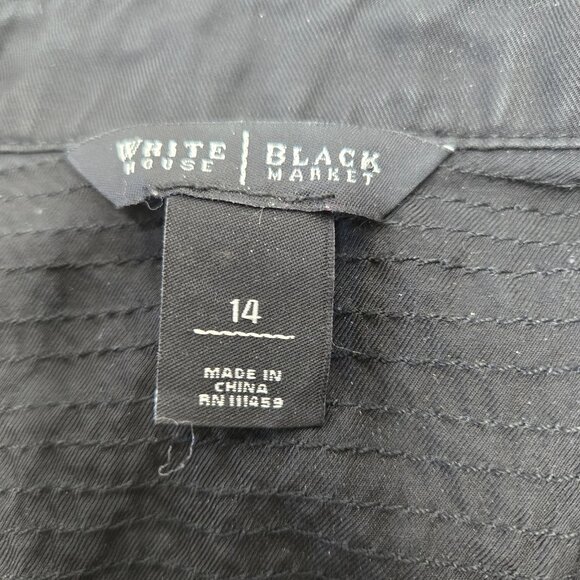 WHITE | BLACK
HOUSE | MARKET
14
MADE IN
CHINA
RN 111459